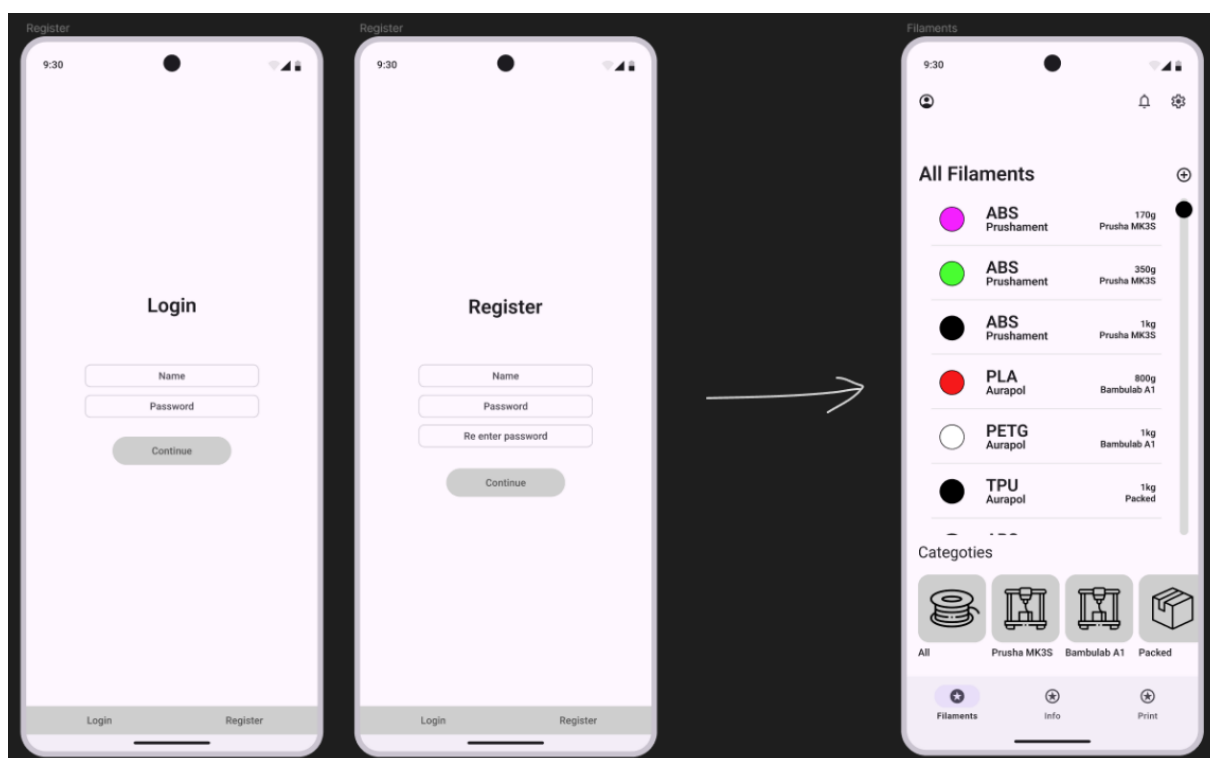 Register
9:30
Login
Name
Password
Continue
Login Register
Register
9:30
Register
Name
Password
Re enter password
Continue
Login Register
Filaments
9:30
All Filaments
ABS
Prushament
170g
Prusha MK3S
ABS
Prushament
350g
Prusha MK3S
ABS
Prushament
1kg
Prusha MK3S
PLA
Aurapol
800g
Bambulab A1
PETG
Aurapol
1kg
Bambulab A1
TPU
Aurapol
1kg
Packed
Categoties
All Prusha MK3S Bambulab A1 Packed
Filaments Info Print